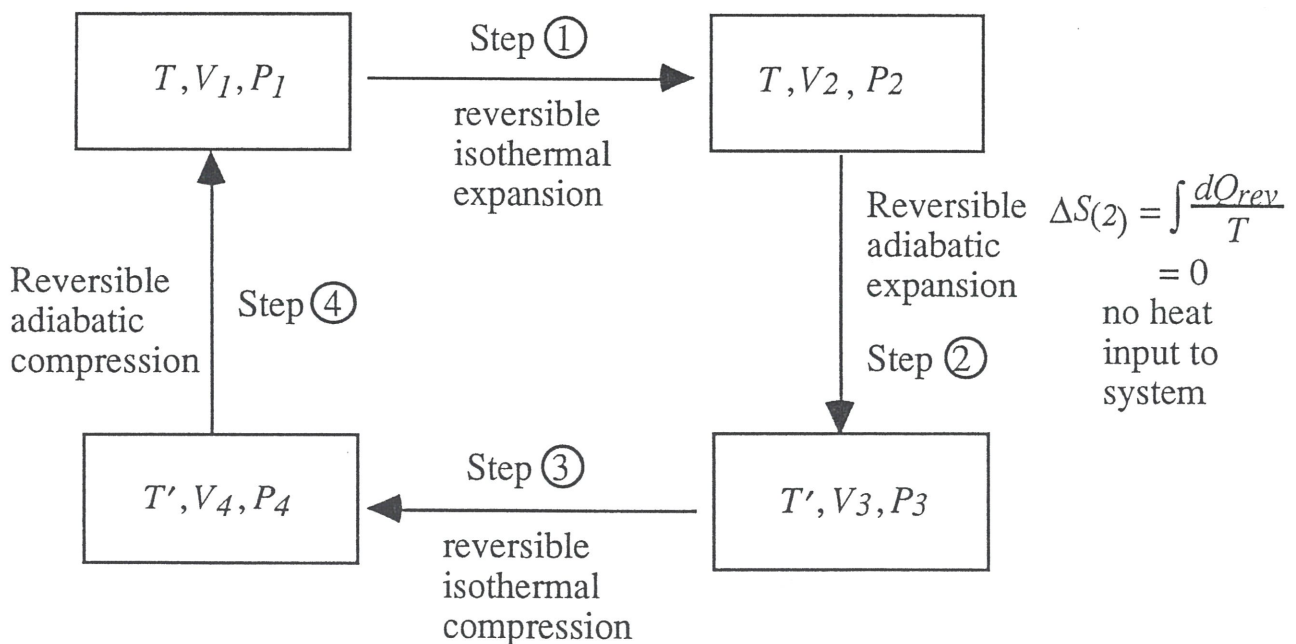 Step ①
T, V1, P1
T, V2, P2
reversible
isothermal
expansion
Reversible
adiabatic
expansion
Step ②
ΔS(2) = ∫ dQrev / T
= 0
no heat
input to
system
Reversible
adiabatic
compression
Step ④
Step ③
T′, V4, P4
T′, V3, P3
reversible
isothermal
compression